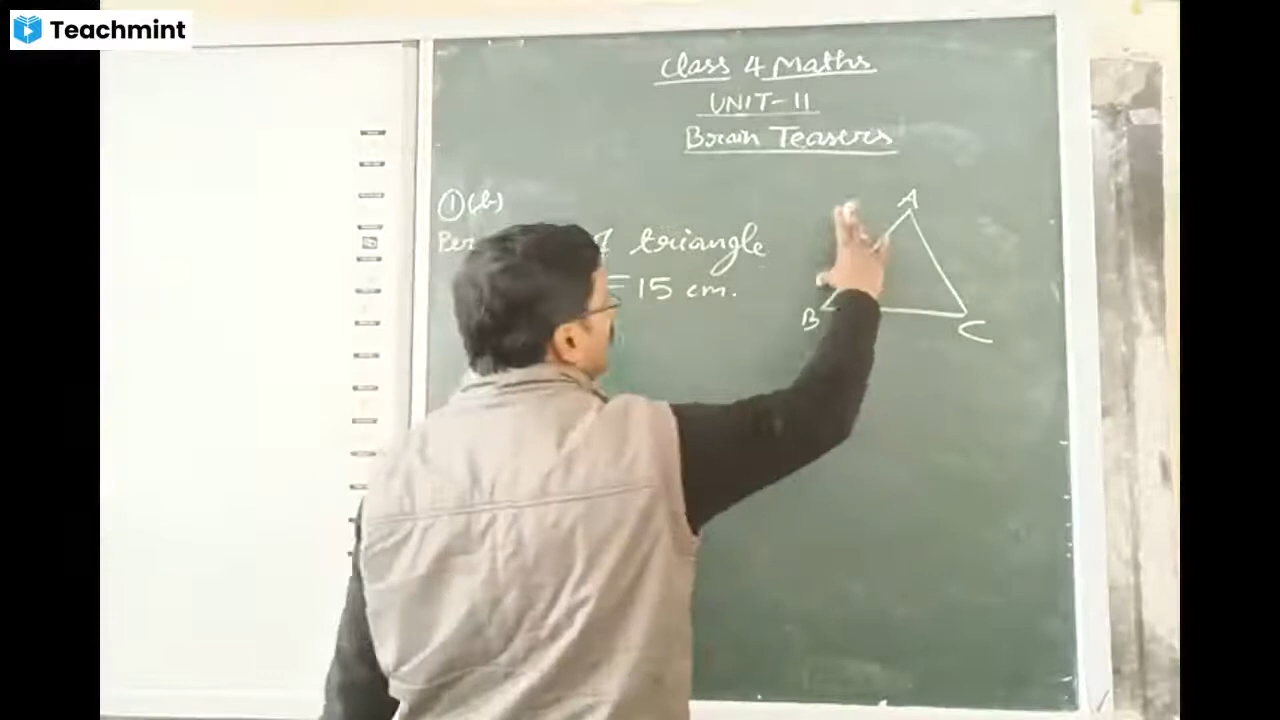 Teachmint
Class 4 Maths
UNIT-11
Brain Teasers
①(b)
triangle
= 15 cm.
A
B
C